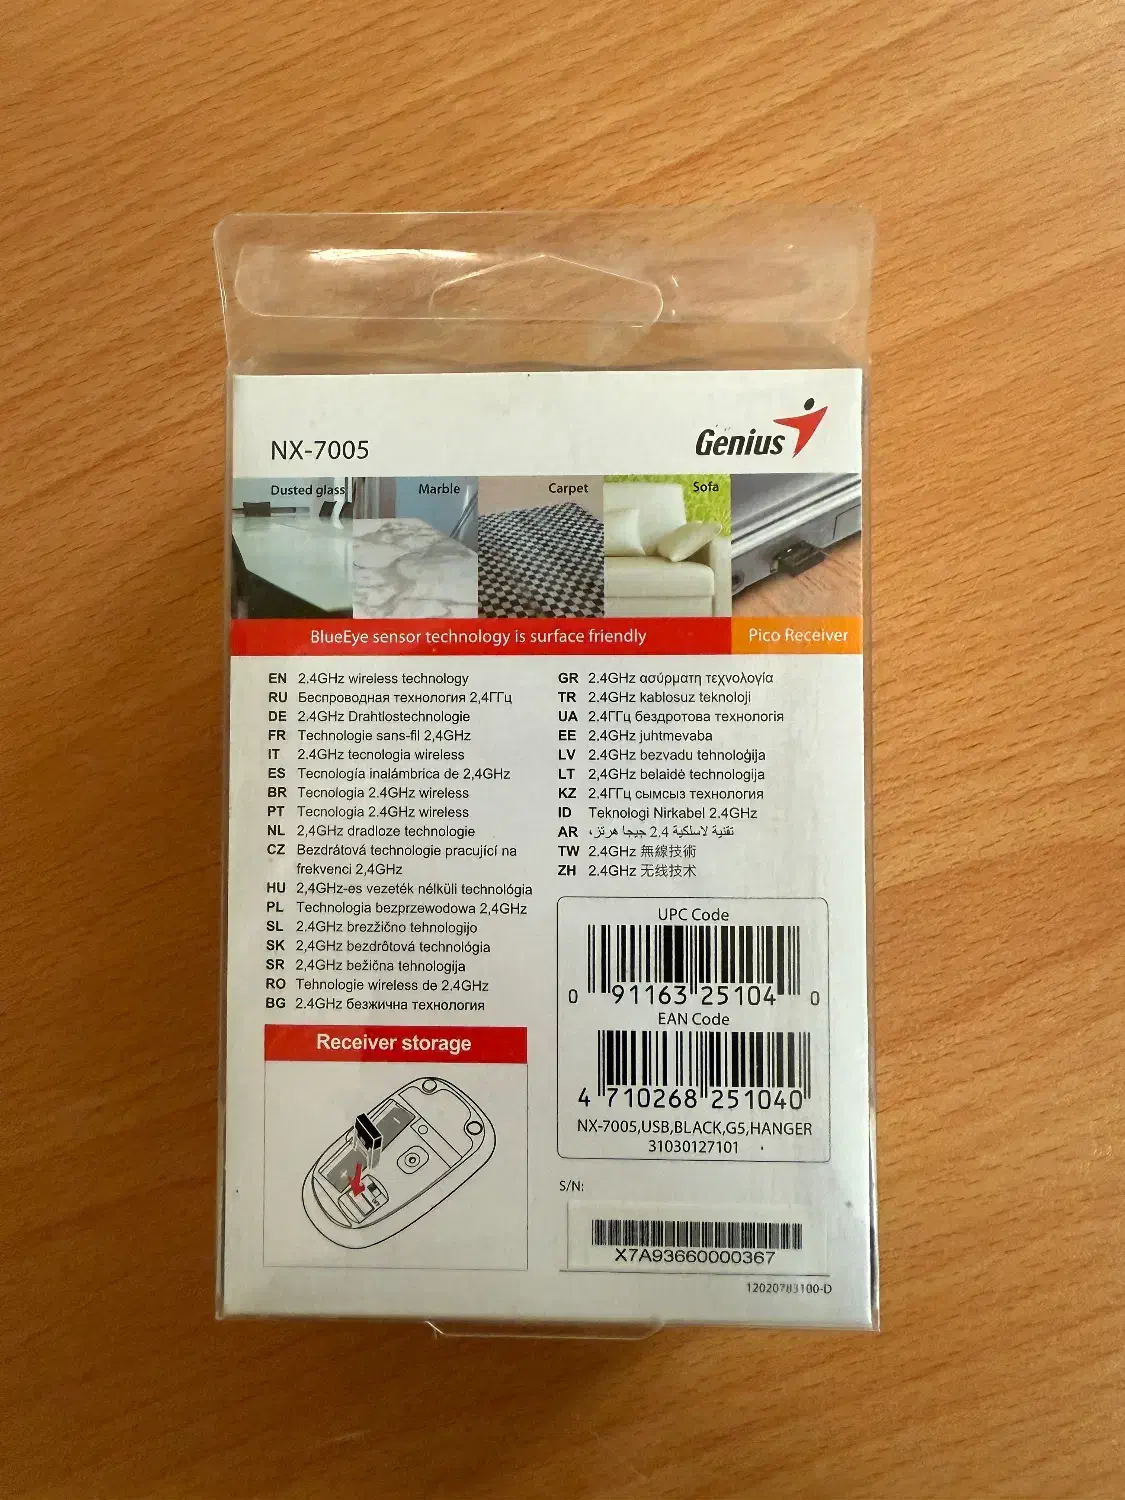 NX-7005
Genius
Dusted glass
Marble
Carpet
Sofa
BlueEye sensor technology is surface friendly
Pico Receiver
EN 2.4GHz wireless technology
RU Беспроводная технология 2,4ГГц
DE 2.4GHz Drahtlostechnologie
FR Technologie sans-fil 2,4GHz
IT 2.4GHz tecnologia wireless
ES Tecnología inalámbrica de 2,4GHz
BR Tecnologia 2.4GHz wireless
PT Tecnologia 2.4GHz wireless
NL 2,4GHz dradloze technologie
CZ Bezdrátová technologie pracující na
frekvenci 2,4GHz
HU 2,4GHz-es vezeték nélküli technológia
PL Technologia bezprzewodowa 2,4GHz
SL 2.4GHz brezžično tehnologijo
SK 2,4GHz bezdrôtová technológia
SR 2,4GHz bežična tehnologija
RO Tehnologie wireless de 2.4GHz
BG 2.4GHz безжична технология
GR 2.4GHz ασύρματη τεχνολογία
TR 2.4GHz kablosuz teknoloji
UA 2.4ГГц бездротова технологія
EE 2.4GHz juhtmevaba
LV 2.4GHz bezvadu tehnoloģija
LT 2,4GHz belaidė technologija
KZ 2.4ГГц сымсыз технология
ID Teknologi Nirkabel 2.4GHz
AR تقنية لاسلكية 2.4 جيجا هرتز،
TW 2.4GHz 無線技術
ZH 2.4GHz 无线技术
Receiver storage
UPC Code
0 91163 25104 0
EAN Code
4 710268 251040
NX-7005,USB,BLACK,G5,HANGER
31030127101
S/N:
X7A93660000367
12020783100-D